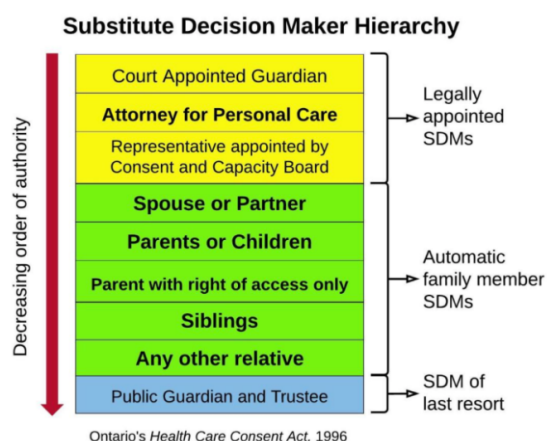 Substitute Decision Maker Hierarchy
Decreasing order of authority
Court Appointed Guardian
Attorney for Personal Care
Representative appointed by
Consent and Capacity Board
Spouse or Partner
Parents or Children
Parent with right of access only
Siblings
Any other relative
Public Guardian and Trustee
Legally
appointed
SDMs
Automatic
family member
SDMs
SDM of
last resort
Ontario's Health Care Consent Act, 1996